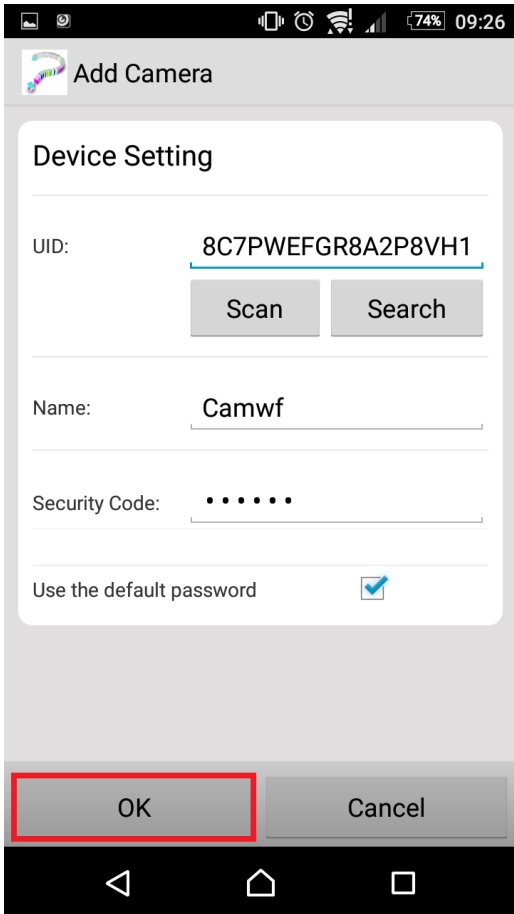 74% 09:26
Add Camera
Device Setting
UID: 8C7PWEFGR8A2P8VH1
Scan Search
Name: Camwf
Security Code: ••••••
Use the default password
OK Cancel